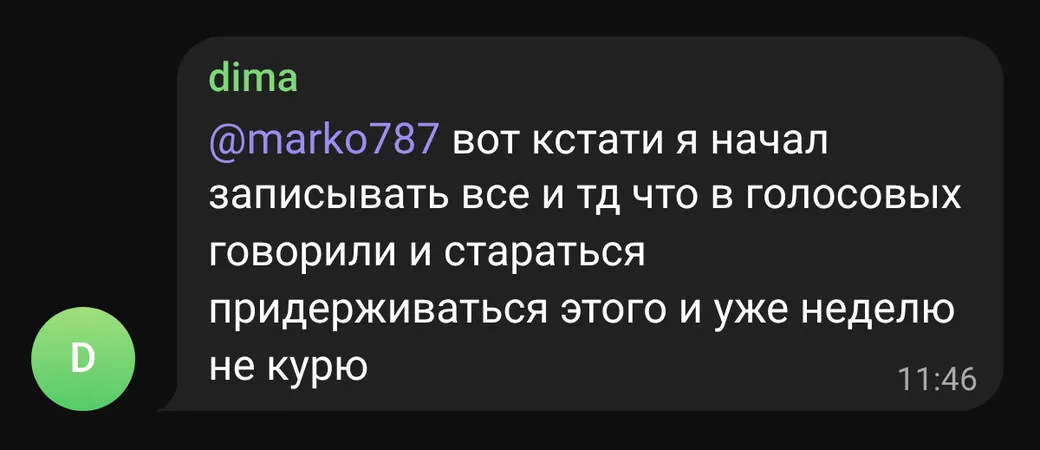 dima
@marko787 вот кстати я начал
записывать все и тд что в голосовых
говорили и стараться
придерживаться этого и уже неделю
не курю
11:46
D